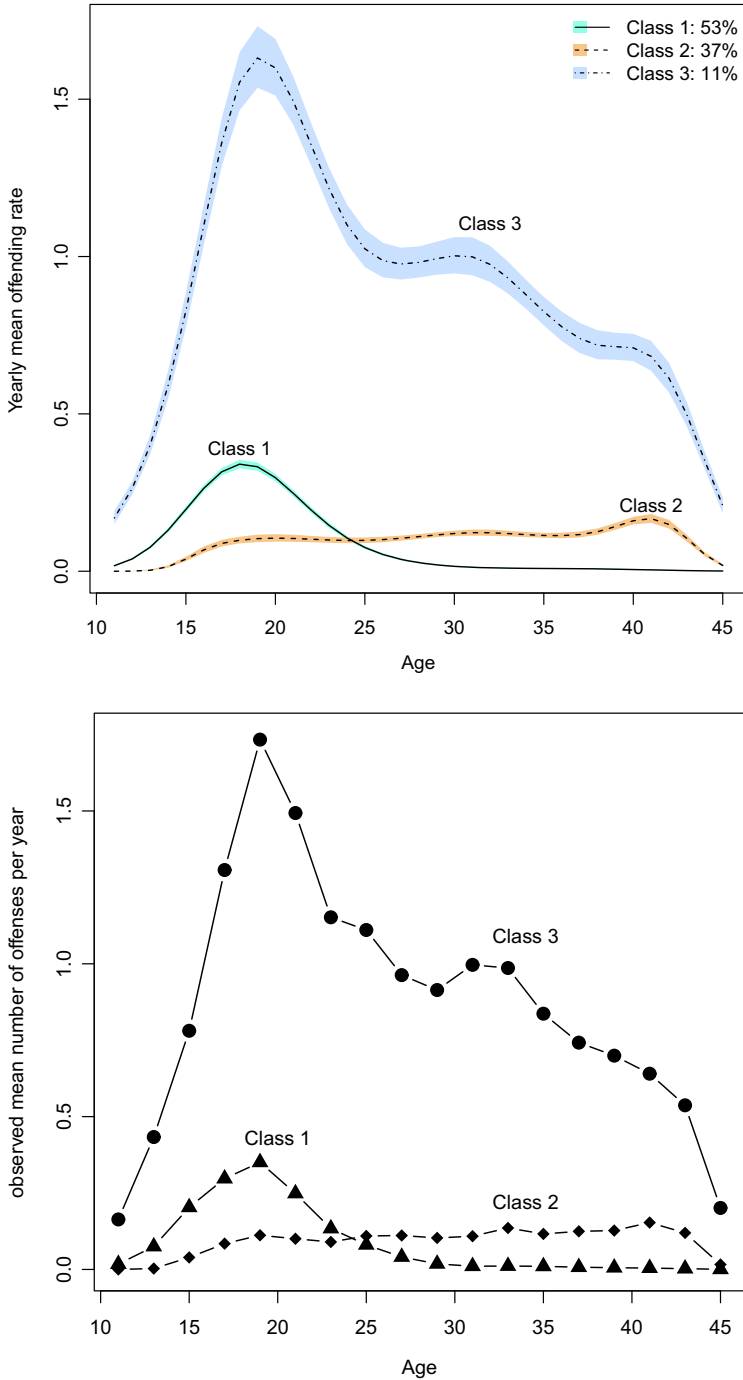 Class 1: 53%
Class 2: 37%
Class 3: 11%
Class 3
Class 1
Class 2
Yearly mean offending rate
0.0
0.5
1.0
1.5
10 15 20 25 30 35 40 45
Age
Class 3
Class 1
Class 2
observed mean number of offenses per year
0.0
0.5
1.0
1.5
10 15 20 25 30 35 40 45
Age